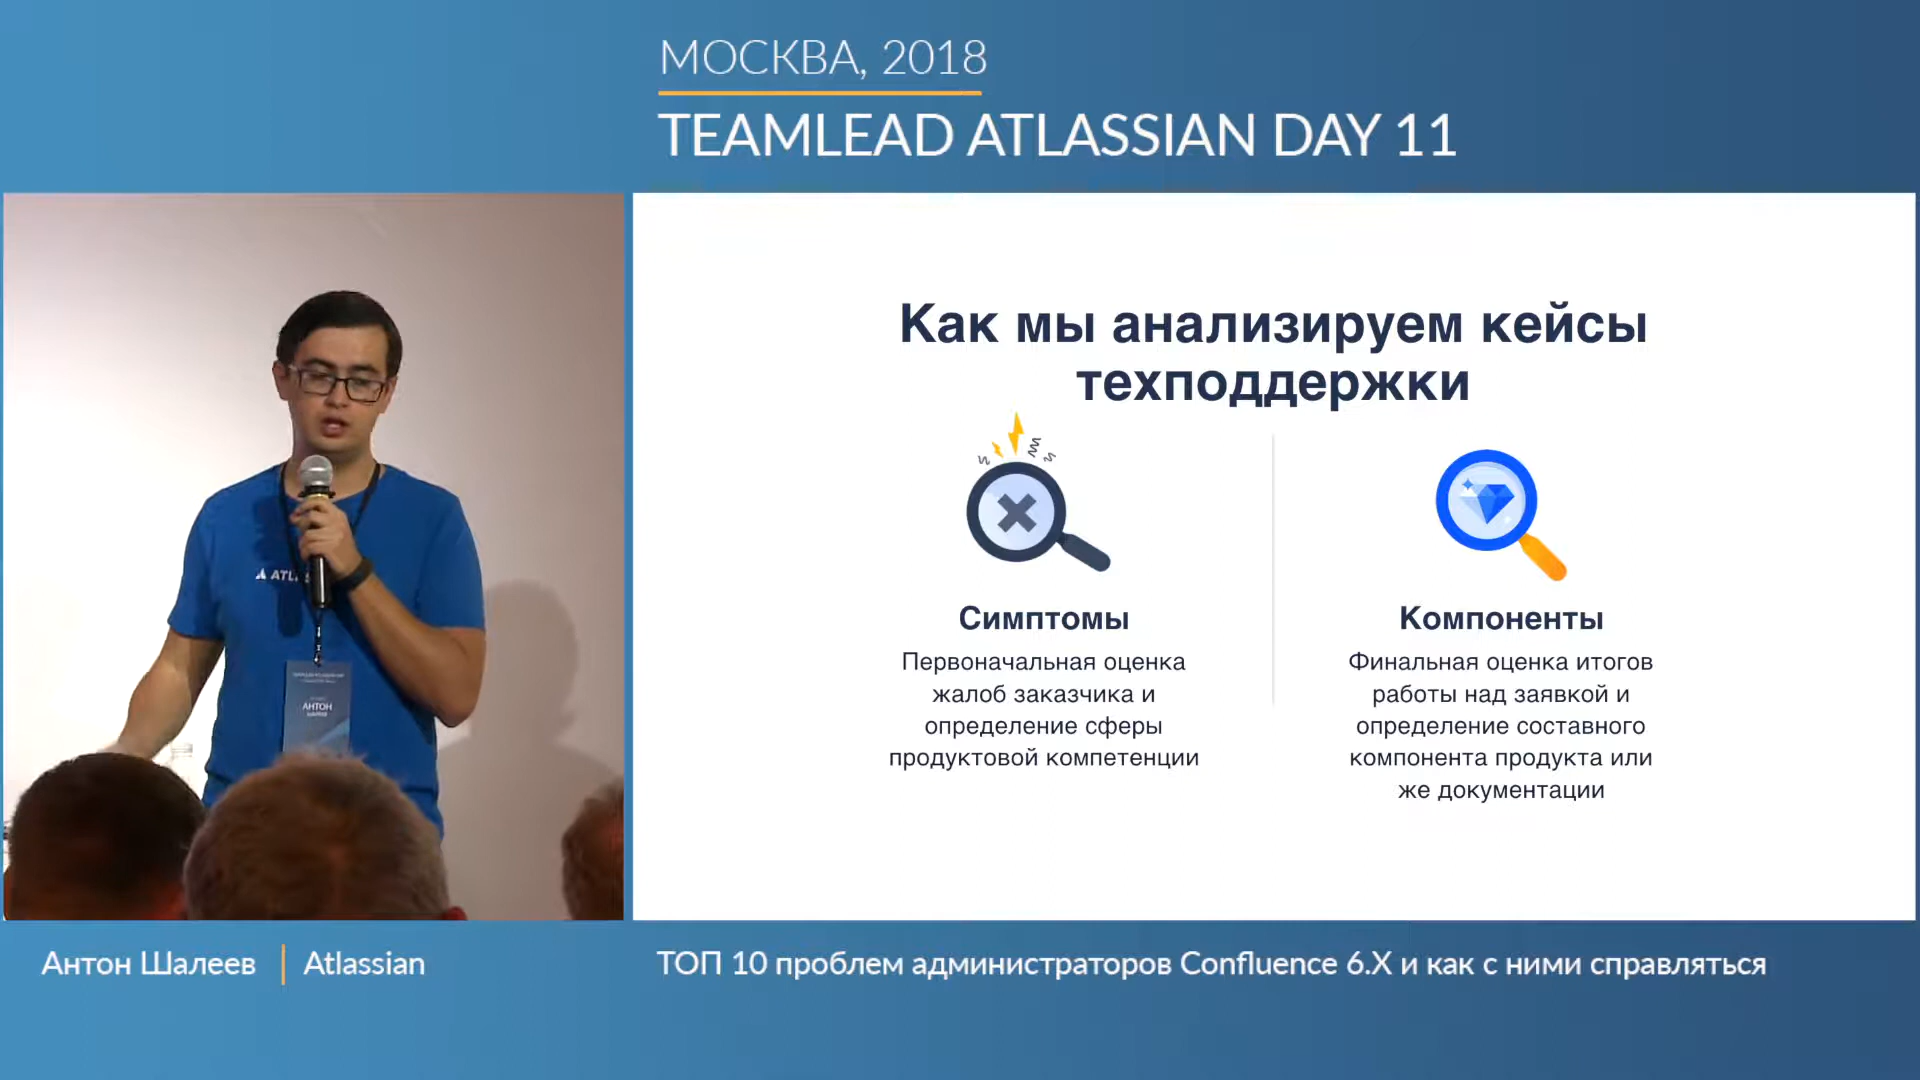 МОСКВА, 2018
TEAMLEAD ATLASSIAN DAY 11
Как мы анализируем кейсы
техподдержки
Симптомы
Первоначальная оценка
жалоб заказчика и
определение сферы
продуктовой компетенции
Компоненты
Финальная оценка итогов
работы над заявкой и
определение составного
компонента продукта или
же документации
АНТОН
Антон Шалеев
Atlassian
ТОП 10 проблем администраторов Confluence 6.X и как с ними справляться